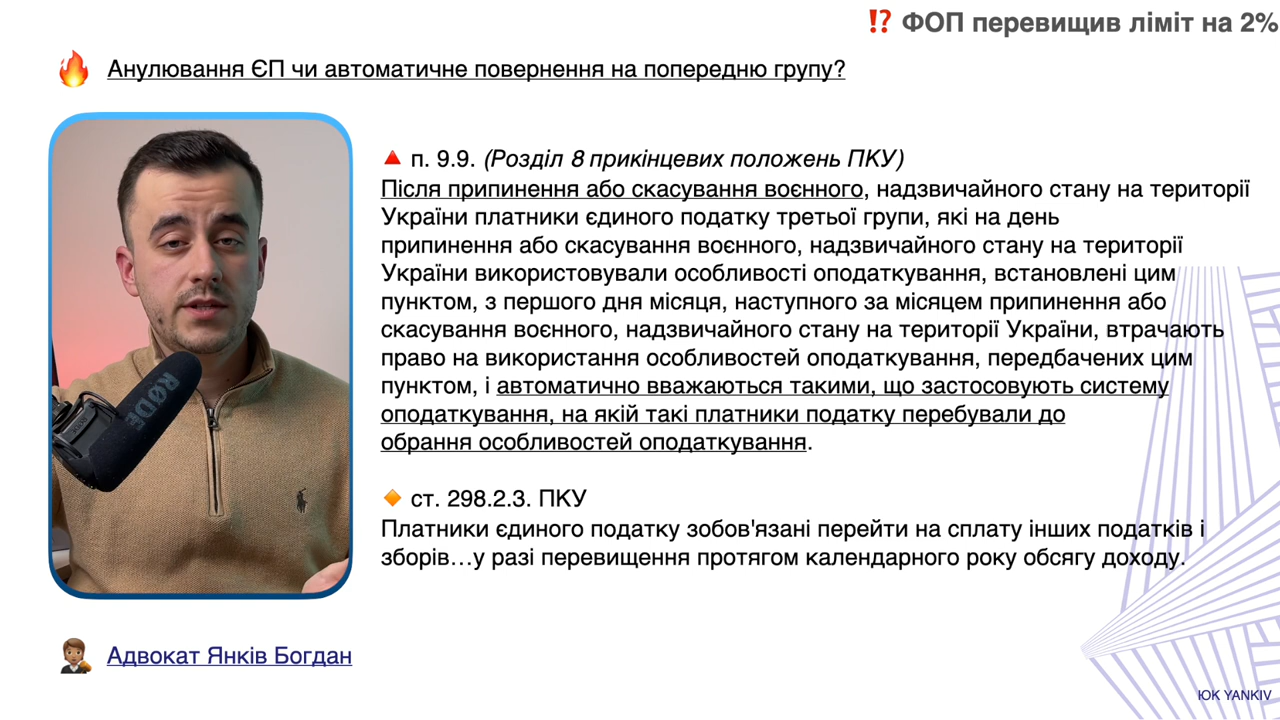 ⁉️ ФОП перевищив ліміт на 2%
🔥 Анулювання ЄП чи автоматичне повернення на попередню групу?
🔺 п. 9.9. (Розділ 8 прикінцевих положень ПКУ)
Після припинення або скасування воєнного, надзвичайного стану на території
України платники єдиного податку третьої групи, які на день
припинення або скасування воєнного, надзвичайного стану на території
України використовували особливості оподаткування, встановлені цим
пунктом, з першого дня місяця, наступного за місяцем припинення або
скасування воєнного, надзвичайного стану на території України, втрачають
право на використання особливостей оподаткування, передбачених цим
пунктом, і автоматично вважаються такими, що застосовують систему
оподаткування, на якій такі платники податку перебували до
обрання особливостей оподаткування.
🔸 ст. 298.2.3. ПКУ
Платники єдиного податку зобов'язані перейти на сплату інших податків і
зборів…у разі перевищення протягом календарного року обсягу доходу.
RØDE
Адвокат Янків Богдан
ЮК YANKIV